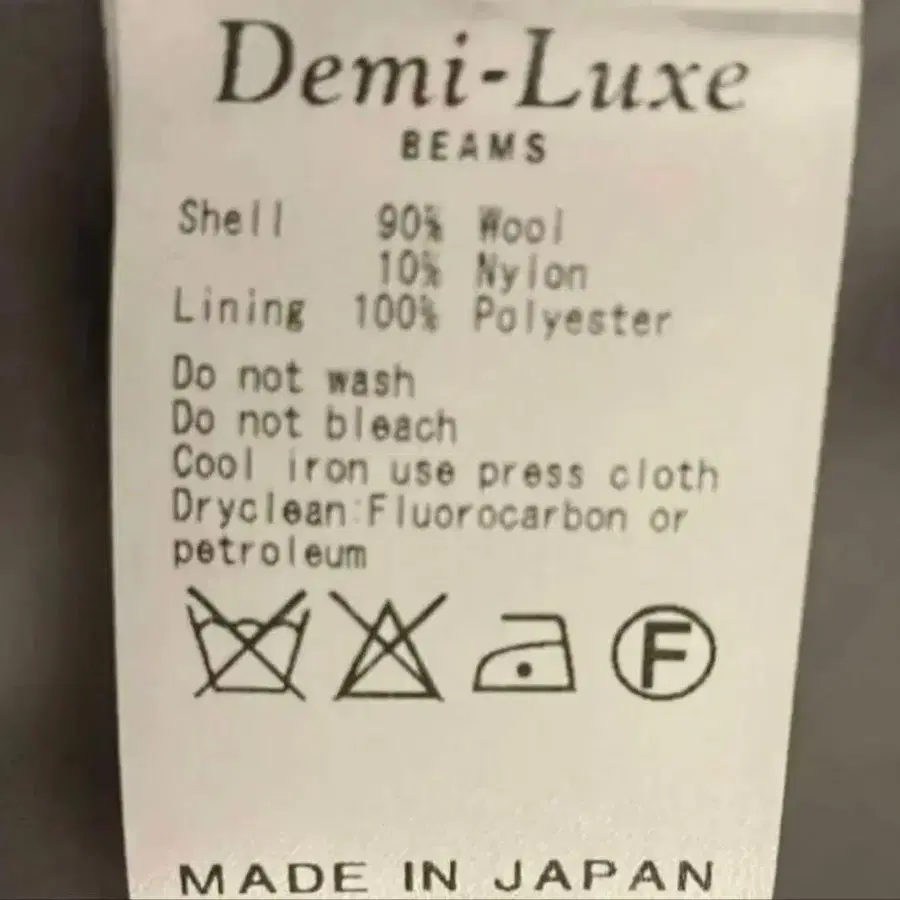 Demi-Luxe
BEAMS
Shell 90% Wool
10% Nylon
Lining 100% Polyester
Do not wash
Do not bleach
Cool iron use press cloth
Dryclean:Fluorocarbon or
petroleum
F
MADE IN JAPAN